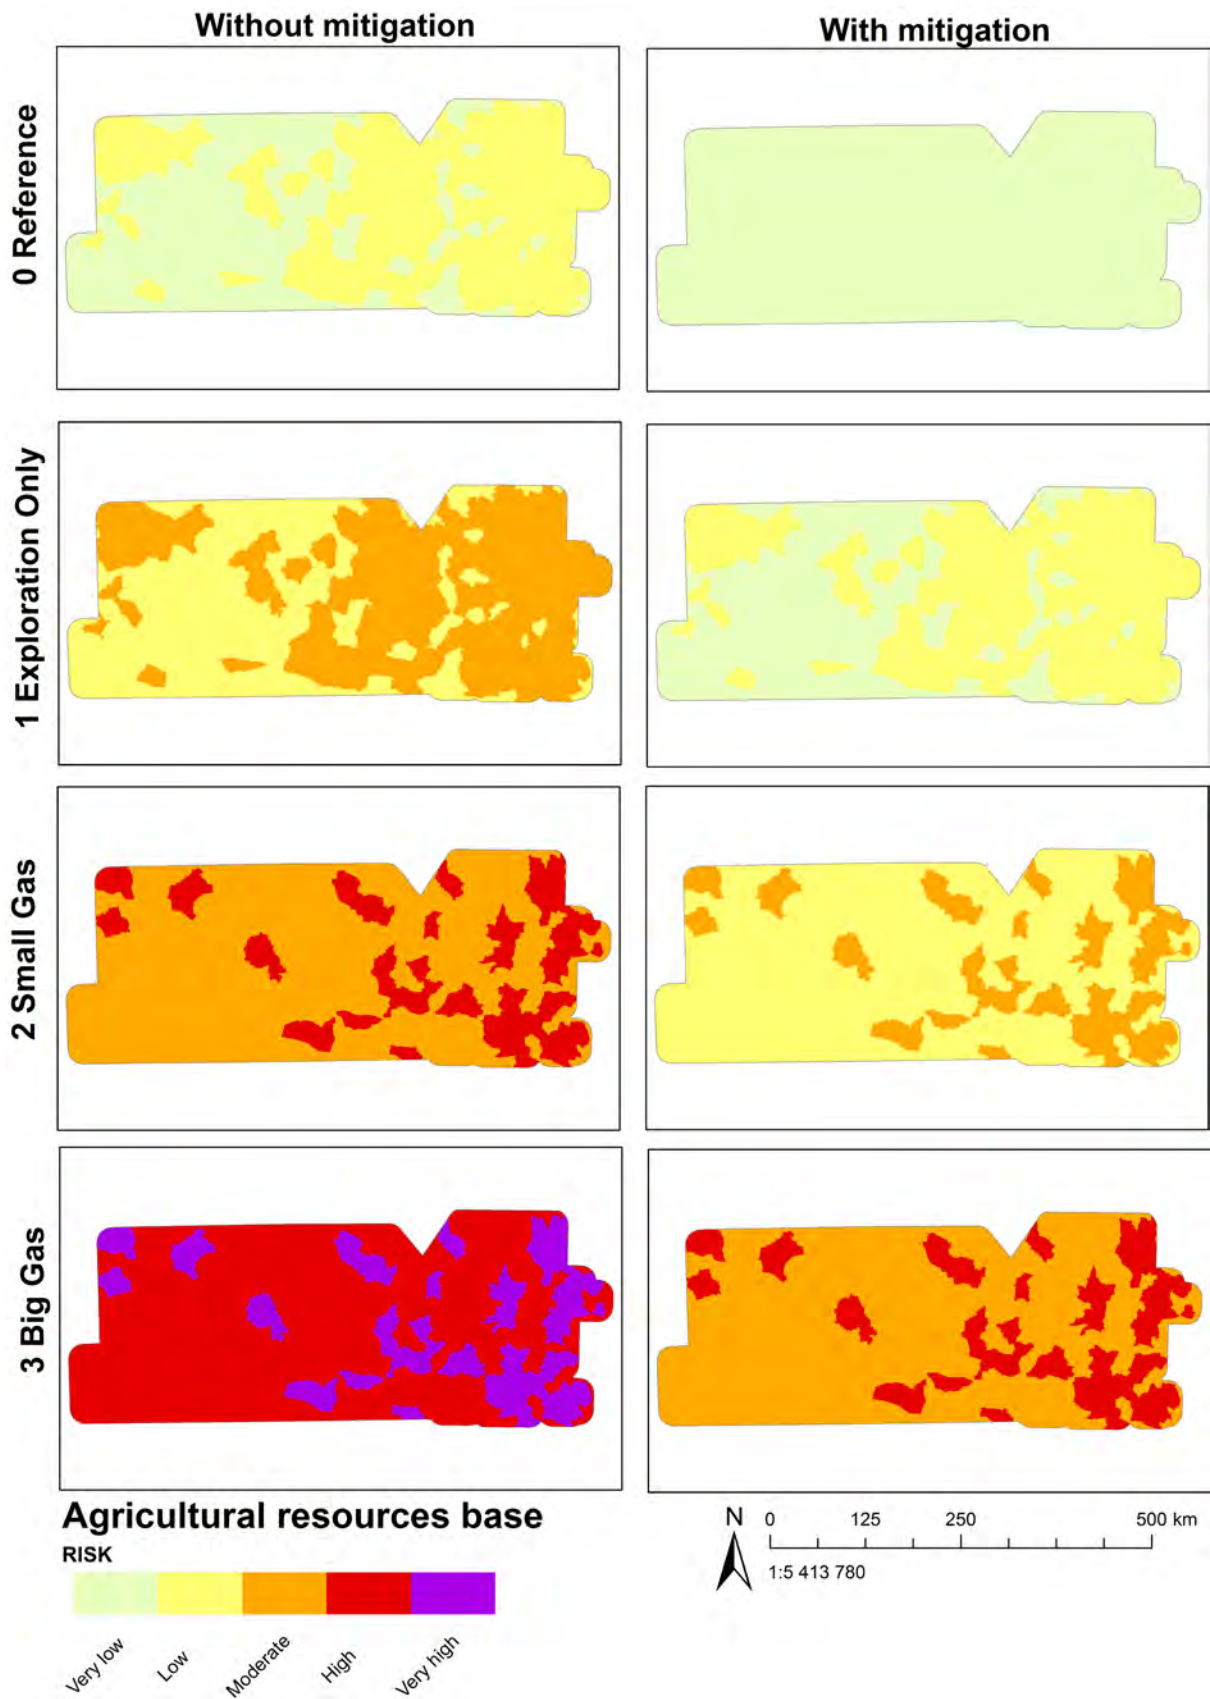 Without mitigation
With mitigation
0 Reference
1 Exploration Only
2 Small Gas
3 Big Gas
Agricultural resources base
RISK
Very low
Low
Moderate
High
Very high
N
0 125 250 500 km
1:5 413 780